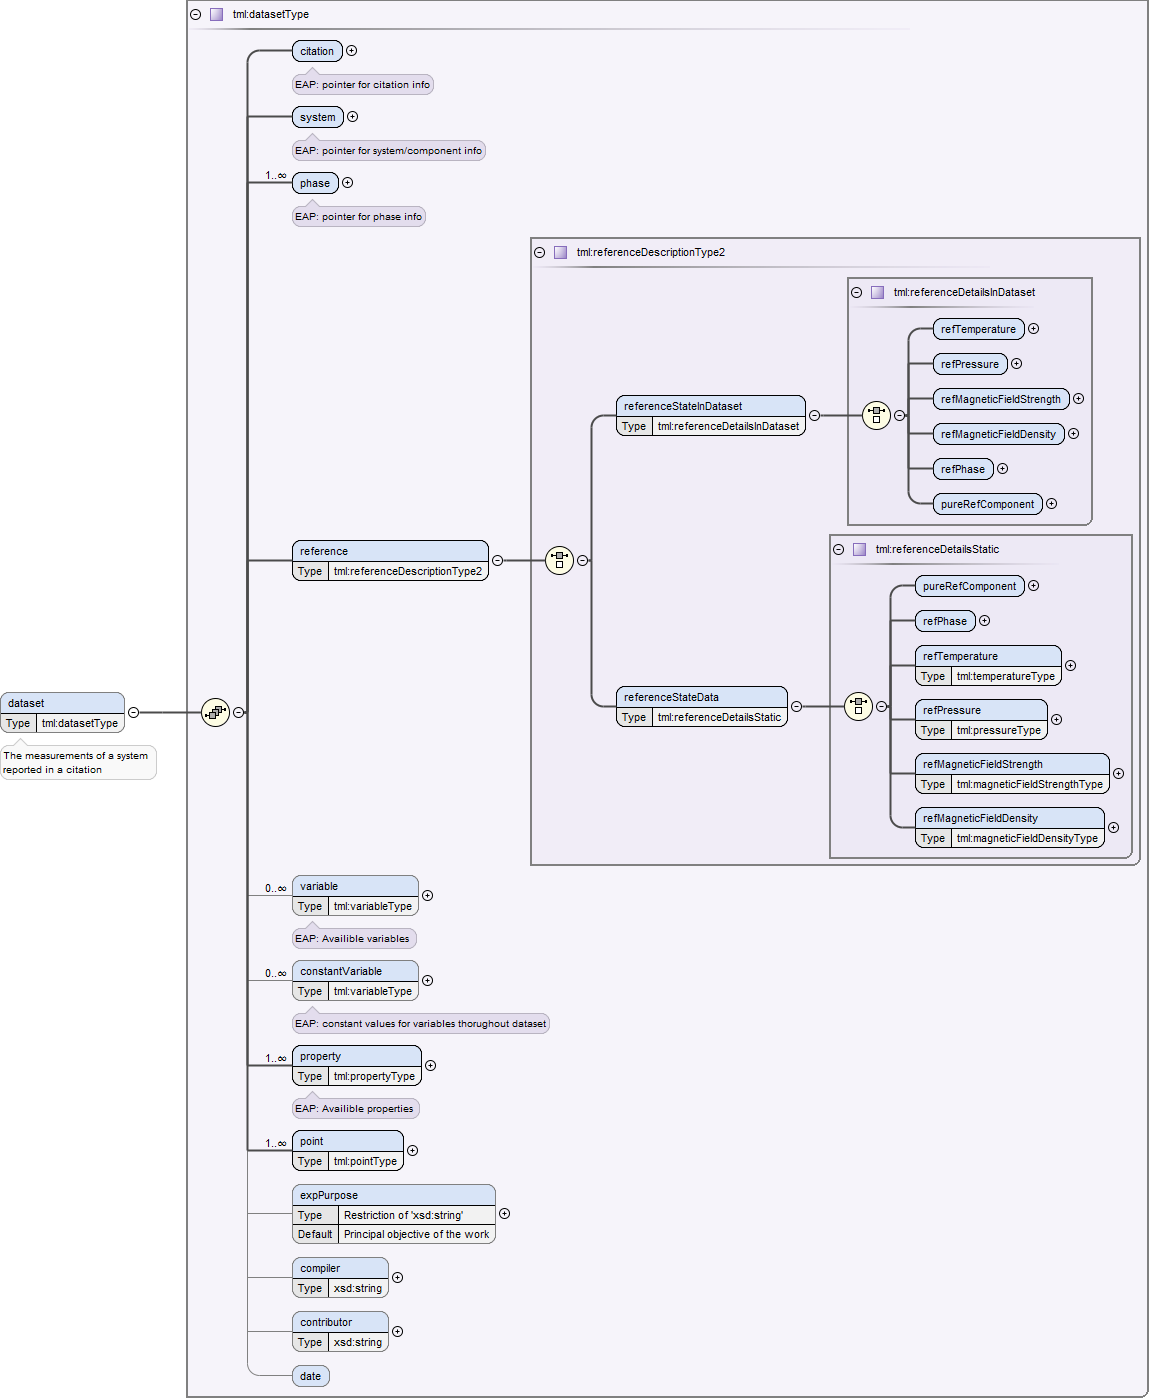 tml:datasetType
citation
EAP: pointer for citation info
system
EAP: pointer for system/component info
1..∞
phase
EAP: pointer for phase info
tml:referenceDescriptionType2
tml:referenceDetailsInDataset
refTemperature
refPressure
refMagneticFieldStrength
refMagneticFieldDensity
refPhase
pureRefComponent
referenceStateInDataset
Type tml:referenceDetailsInDataset
reference
Type tml:referenceDescriptionType2
tml:referenceDetailsStatic
pureRefComponent
refPhase
refTemperature
Type tml:temperatureType
refPressure
Type tml:pressureType
refMagneticFieldStrength
Type tml:magneticFieldStrengthType
refMagneticFieldDensity
Type tml:magneticFieldDensityType
referenceStateData
Type tml:referenceDetailsStatic
dataset
Type tml:datasetType
The measurements of a system
reported in a citation
0..∞
variable
Type tml:variableType
EAP: Availible variables
0..∞
constantVariable
Type tml:variableType
EAP: constant values for variables thorughout dataset
1..∞
property
Type tml:propertyType
EAP: Availible properties
1..∞
point
Type tml:pointType
expPurpose
Type Restriction of 'xsd:string'
Default Principal objective of the work
compiler
Type xsd:string
contributor
Type xsd:string
date